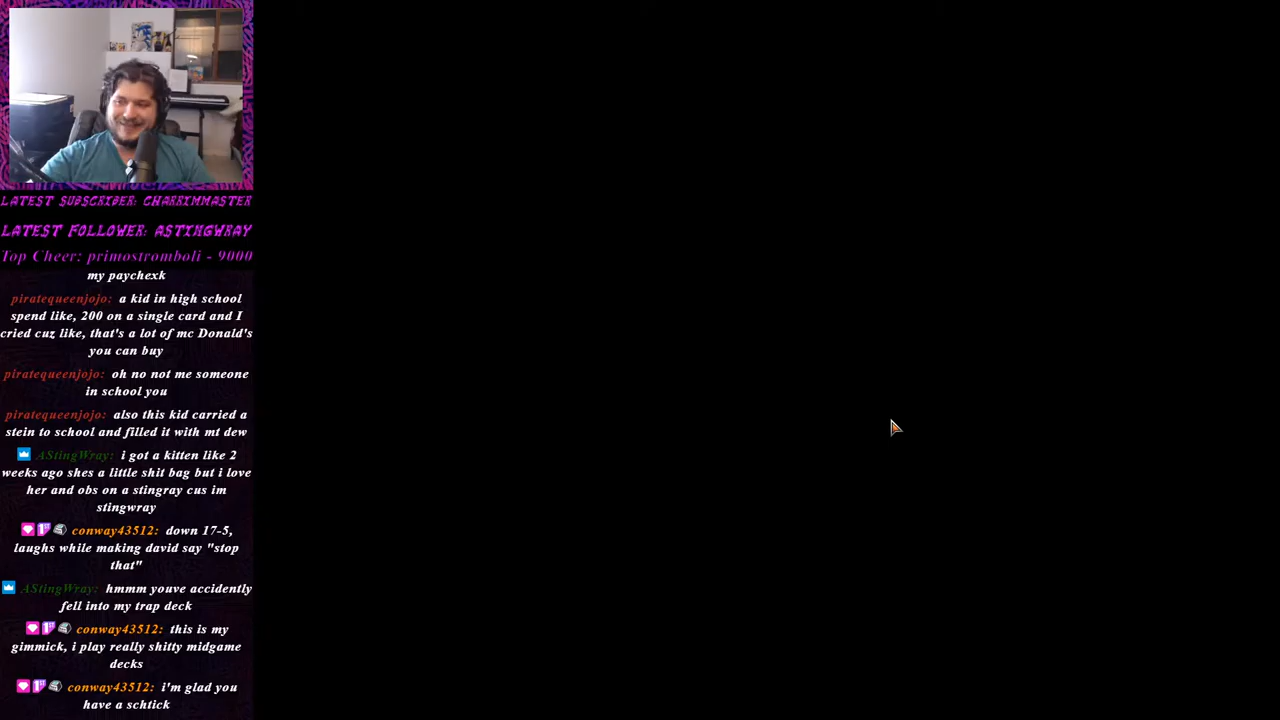 LATEST SUBSCRIBER: CHARRIMMASTER
LATEST FOLLOWER: ASTINGWRAY
Top Cheer: primostromboli - 9000
my paychexk
piratequeenjojo: a kid in high school
spend like, 200 on a single card and I
cried cuz like, that's a lot of mc Donald's
you can buy
piratequeenjojo: oh no not me someone
in school you
piratequeenjojo: also this kid carried a
stein to school and filled it with mt dew
AStingWray: i got a kitten like 2
weeks ago shes a little shit bag but i love
her and obs on a stingray cus im
stingwray
conway43512: down 17-5,
laughs while making david say "stop
that"
AStingWray: hmmm youve accidently
fell into my trap deck
conway43512: this is my
gimmick, i play really shitty midgame
decks
conway43512: i'm glad you
have a schtick